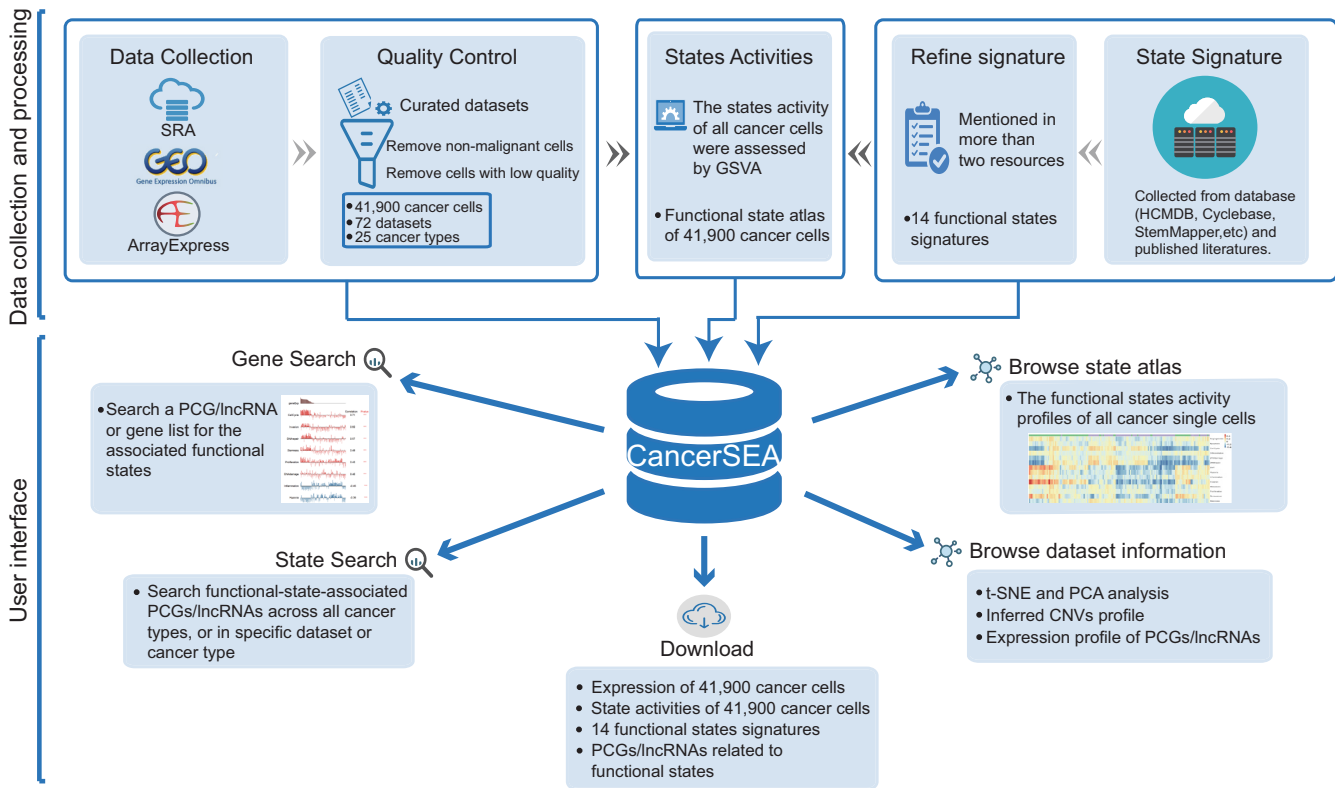 Data collection and processing
Data Collection
SRA
GEO
Gene Expression Omnibus
ArrayExpress
Quality Control
Curated datasets
Remove non-malignant cells
Remove cells with low quality
•41,900 cancer cells
•72 datasets
•25 cancer types
States Activities
The states activity
of all cancer cells
were assessed
by GSVA
•Functional state atlas
of 41,900 cancer cells
Refine signature
Mentioned in
more than
two resources
•14 functional states
signatures
State Signature
Collected from database
(HCMDB, Cyclebase,
StemMapper,etc) and
published literatures.
User interface
CancerSEA
Gene Search
•Search a PCG/lncRNA
or gene list for the
associated functional
states
State Search
• Search functional-state-associated
PCGs/lncRNAs across all cancer
types, or in specific dataset or
cancer type
Download
• Expression of 41,900 cancer cells
• State activities of 41,900 cancer cells
• 14 functional states signatures
• PCGs/lncRNAs related to
functional states
Browse state atlas
• The functional states activity
profiles of all cancer single cells
Browse dataset information
• t-SNE and PCA analysis
• Inferred CNVs profile
• Expression profile of PCGs/lncRNAs